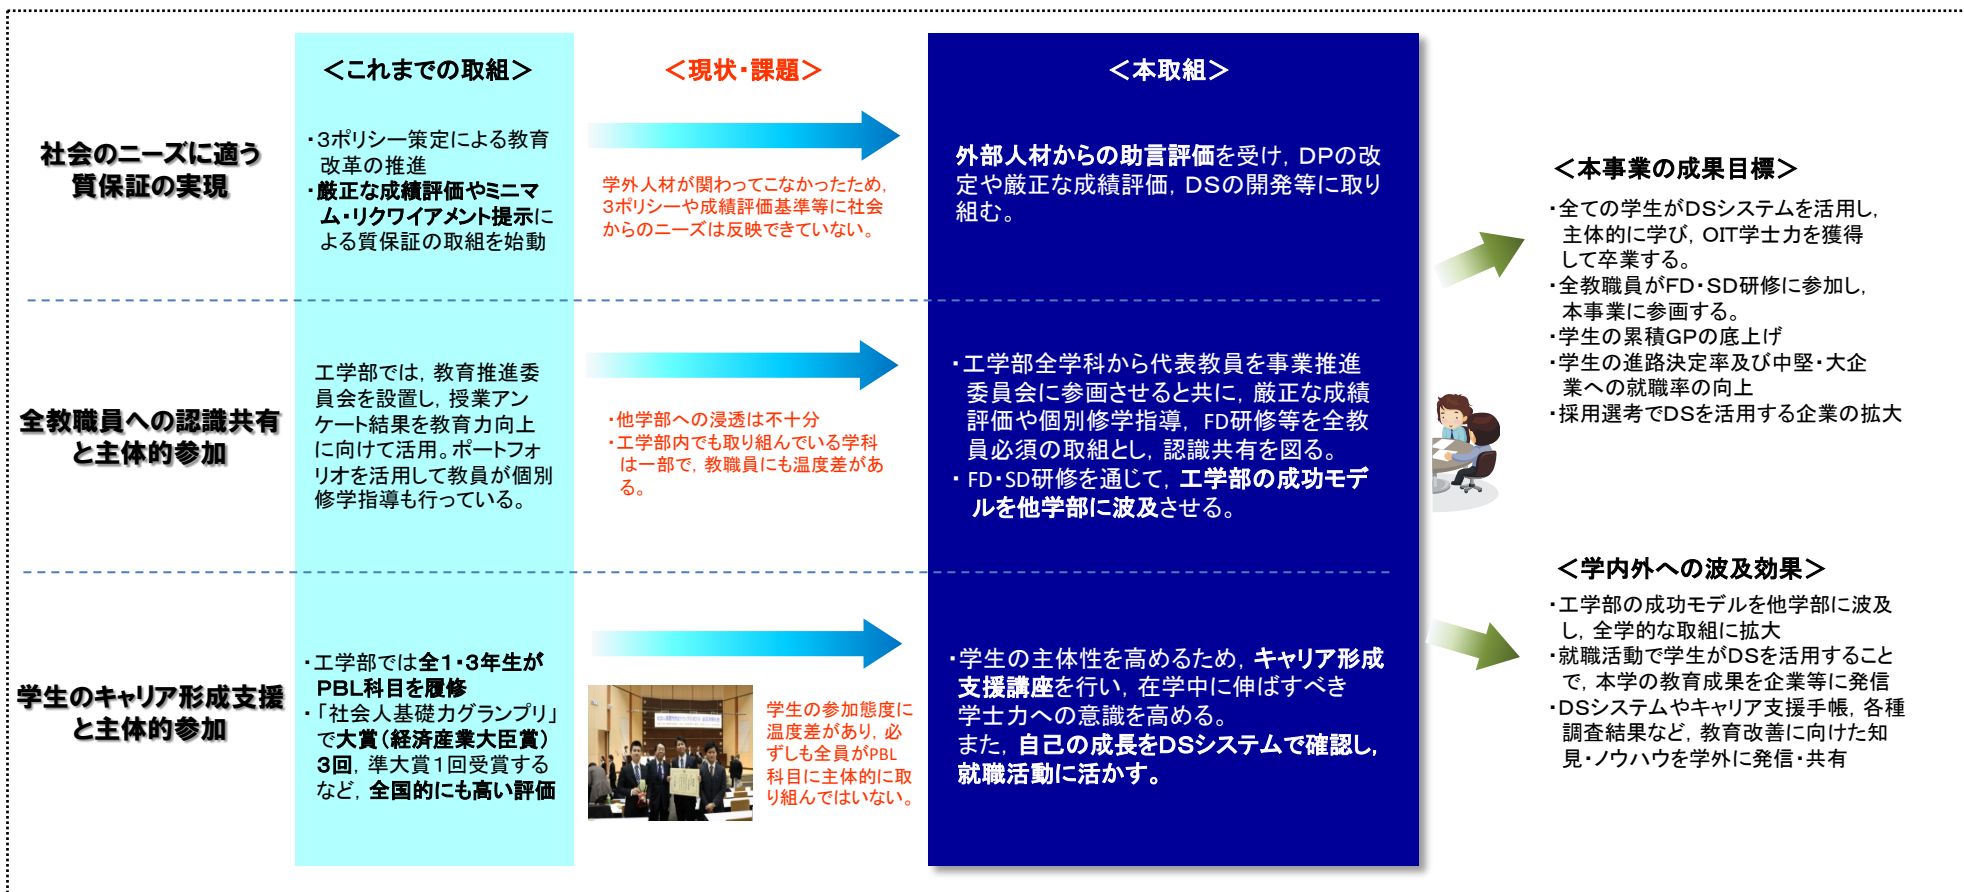 ＜これまでの取組＞
＜現状・課題＞
＜本取組＞
社会のニーズに適う
質保証の実現
・3ポリシー策定による教育
改革の推進
・厳正な成績評価やミニマ
ム・リクワイアメント提示に
よる質保証の取組を始動
学外人材が関わってこなかったため，
3ポリシーや成績評価基準等に社会
からのニーズは反映できていない。
外部人材からの助言評価を受け，DPの改
定や厳正な成績評価，DSの開発等に取り
組む。
全教職員への認識共有
と主体的参加
工学部では，教育推進委
員会を設置し，授業アン
ケート結果を教育力向上
に向けて活用。ポートフォ
リオを活用して教員が個別
修学指導も行っている。
・他学部への浸透は不十分
・工学部内でも取り組んでいる学科
は一部で，教職員にも温度差があ
る。
・工学部全学科から代表教員を事業推進
委員会に参画させると共に，厳正な成績
評価や個別修学指導，FD研修等を全教
員必須の取組とし，認識共有を図る。
・FD・SD研修を通じて，工学部の成功モデ
ルを他学部に波及させる。
学生のキャリア形成支援
と主体的参加
・工学部では全1・3年生が
PBL科目を履修
・「社会人基礎力グランプリ」
で大賞（経済産業大臣賞）
3回，準大賞1回受賞する
など，全国的にも高い評価
学生の参加態度に
温度差があり，必
ずしも全員がPBL
科目に主体的に取
り組んではいない。
・学生の主体性を高めるため，キャリア形成
支援講座を行い，在学中に伸ばすべき
学士力への意識を高める。
また，自己の成長をDSシステムで確認し，
就職活動に活かす。
＜本事業の成果目標＞
・全ての学生がDSシステムを活用し，
主体的に学び，OIT学士力を獲得
して卒業する。
・全教職員がFD・SD研修に参加し，
本事業に参画する。
・学生の累積GPの底上げ
・学生の進路決定率及び中堅・大企
業への就職率の向上
・採用選考でDSを活用する企業の拡大
＜学内外への波及効果＞
・工学部の成功モデルを他学部に波及
し，全学的な取組に拡大
・就職活動で学生がDSを活用すること
で，本学の教育成果を企業等に発信
・DSシステムやキャリア支援手帳，各種
調査結果など，教育改善に向けた知
見・ノウハウを学外に発信・共有